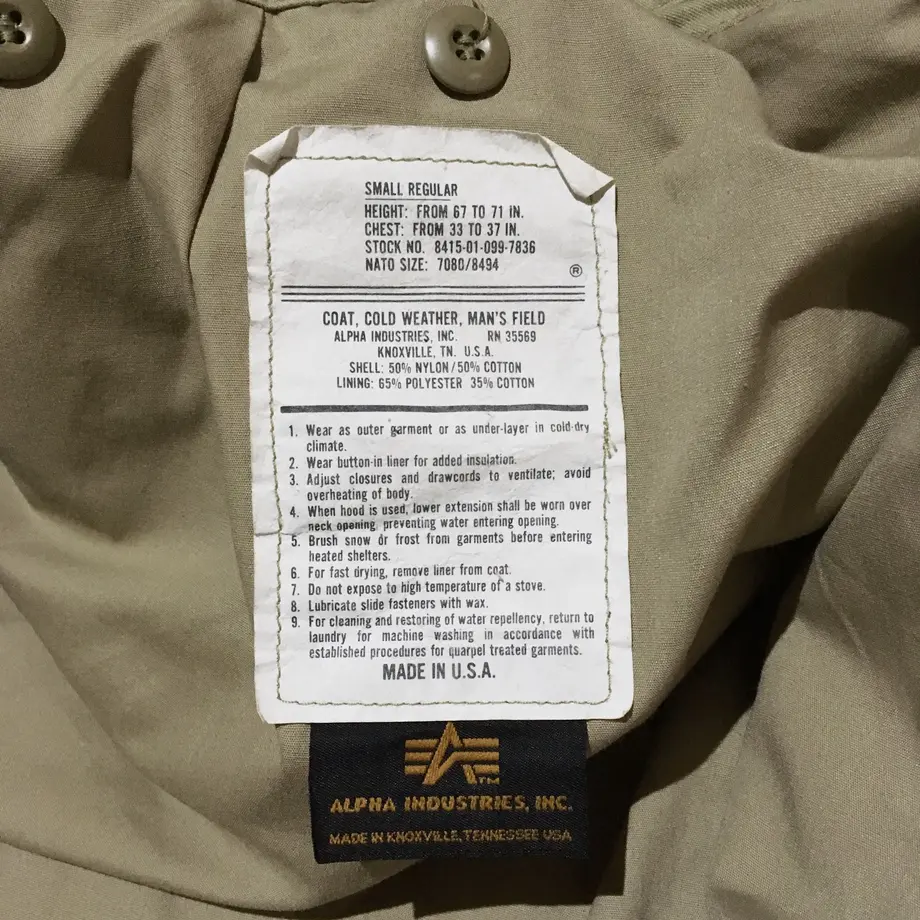 SMALL REGULAR
HEIGHT: FROM 67 TO 71 IN.
CHEST: FROM 33 TO 37 IN.
STOCK NO. 8415-01-099-7836
NATO SIZE: 7080/8494
®
COAT, COLD WEATHER, MAN'S FIELD
ALPHA INDUSTRIES, INC. RN 35569
KNOXVILLE, TN. U.S.A.
SHELL: 50% NYLON/50% COTTON
LINING: 65% POLYESTER 35% COTTON
1. Wear as outer garment or as under-layer in cold-dry
climate.
2. Wear button-in liner for added insulation.
3. Adjust closures and drawcords to ventilate; avoid
overheating of body.
4. When hood is used, lower extension shall be worn over
neck opening, preventing water entering opening.
5. Brush snow or frost from garments before entering
heated shelters.
6. For fast drying, remove liner from coat.
7. Do not expose to high temperature of a stove.
8. Lubricate slide fasteners with wax.
9. For cleaning and restoring of water repellency, return to
laundry for machine washing in accordance with
established procedures for quarpel treated garments.
MADE IN U.S.A.
TM
ALPHA INDUSTRIES, INC.
MADE IN KNOXVILLE, TENNESSEE USA